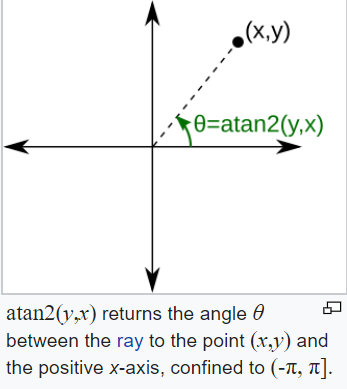 (x,y)
θ=atan2(y,x)
atan2(y,x) returns the angle θ
between the ray to the point (x,y) and
the positive x-axis, confined to (-π, π].